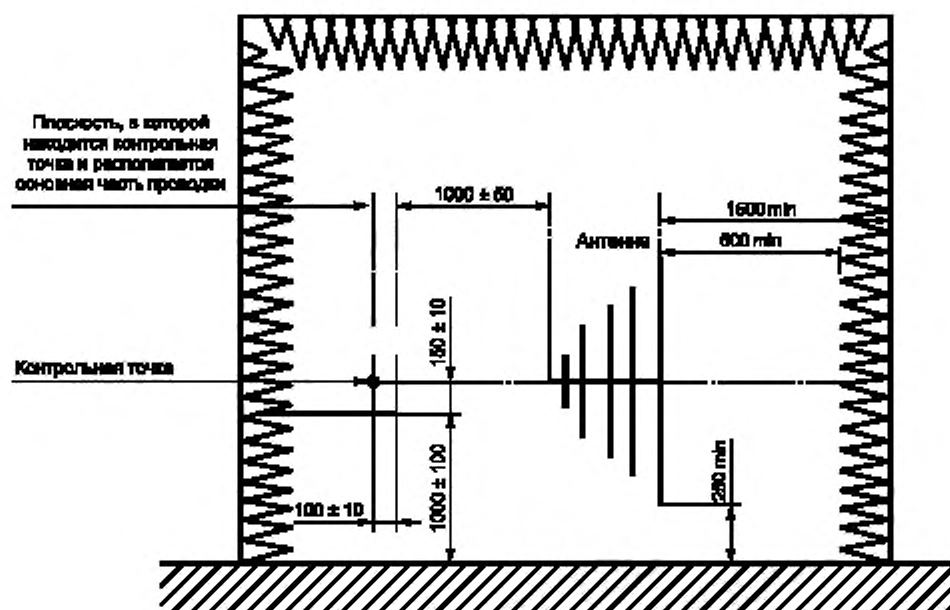 Плоскость, в которой
находится контрольная
точка и располагается
основная часть проводки
1000 ± 50
1500 min
Антенна
500 min
150 ± 10
Контрольная точка
1000 ± 100
250 min
100 ± 10